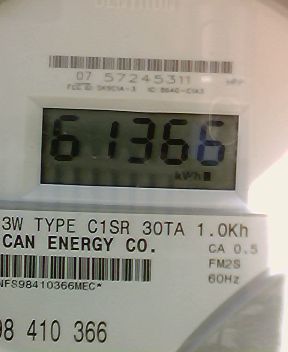 07 57245311
61366
kWh
3W TYPE C1SR 30TA 1.0Kh
CAN ENERGY CO.
CA 0.5
FM2S
NFS98410366MEC*
60Hz
98 410 366